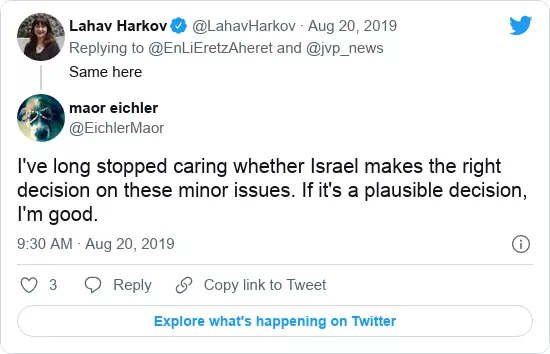 Lahav Harkov @LahavHarkov · Aug 20, 2019
Replying to @EnLiEretzAheret and @jvp_news
Same here
maor eichler
@EichlerMaor
I've long stopped caring whether Israel makes the right
decision on these minor issues. If it's a plausible decision,
I'm good.
9:30 AM · Aug 20, 2019
3 Reply Copy link to Tweet
Explore what's happening on Twitter